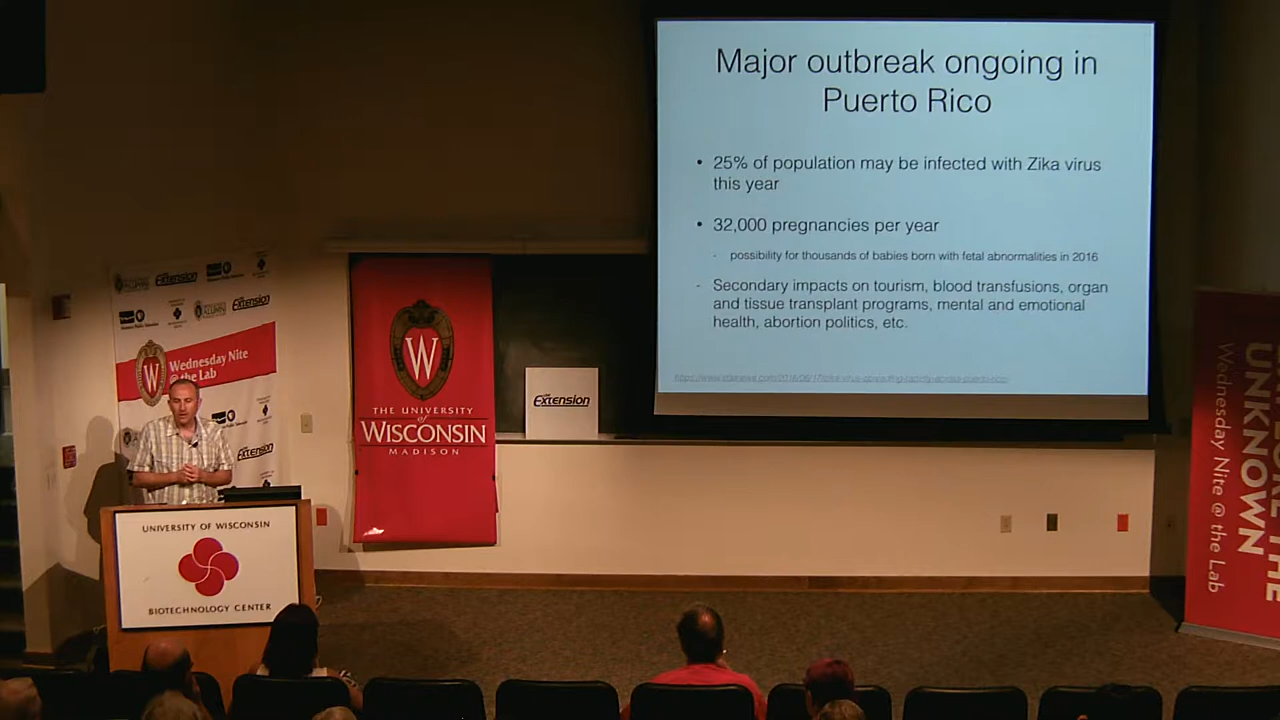 Major outbreak ongoing in
Puerto Rico
• 25% of population may be infected with Zika virus
this year
• 32,000 pregnancies per year
- possibility for thousands of babies born with fetal abnormalities in 2016
- Secondary impacts on tourism, blood transfusions, organ
and tissue transplant programs, mental and emotional
health, abortion politics, etc.
Extension
Extension
Wednesday Nite
@ the Lab
Extension
W
THE UNIVERSITY
of
WISCONSIN
MADISON
Extension
W
UNIVERSITY OF WISCONSIN
BIOTECHNOLOGY CENTER
THE
UNKNOWN
Wednesday Nite @ the Lab